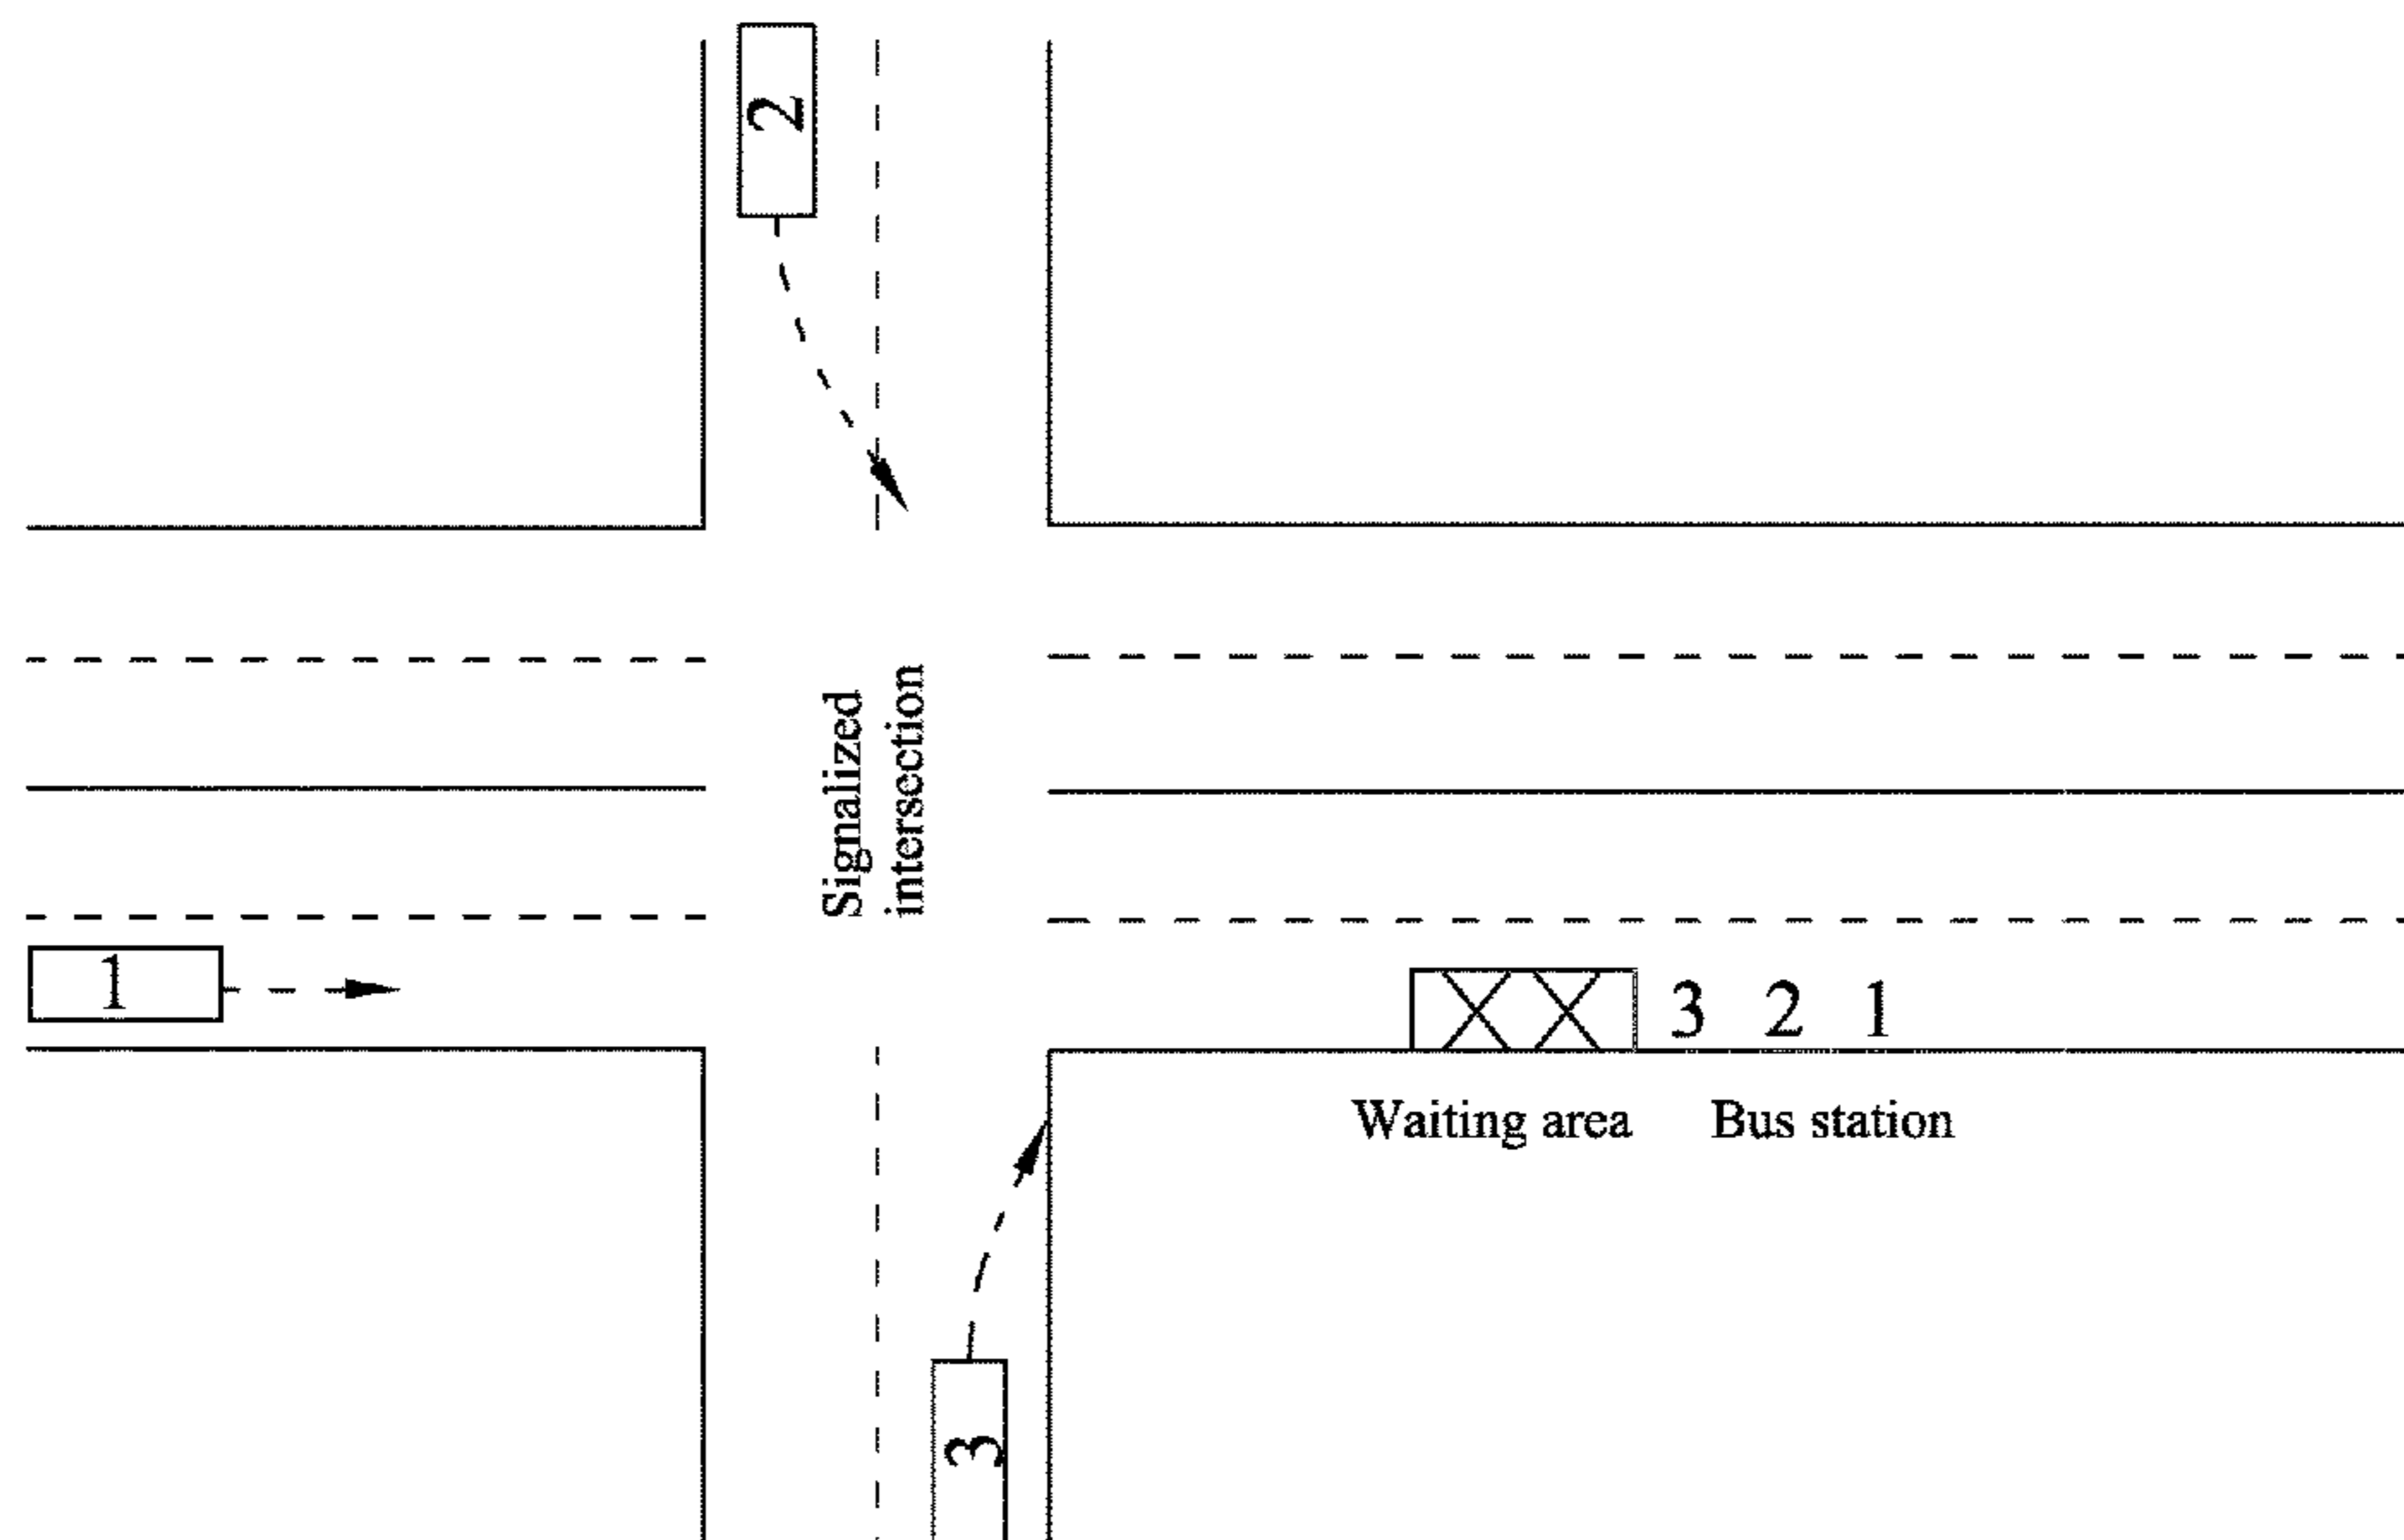 2
Signalized
intersection
1
3 2 1
Waiting area
Bus station
3